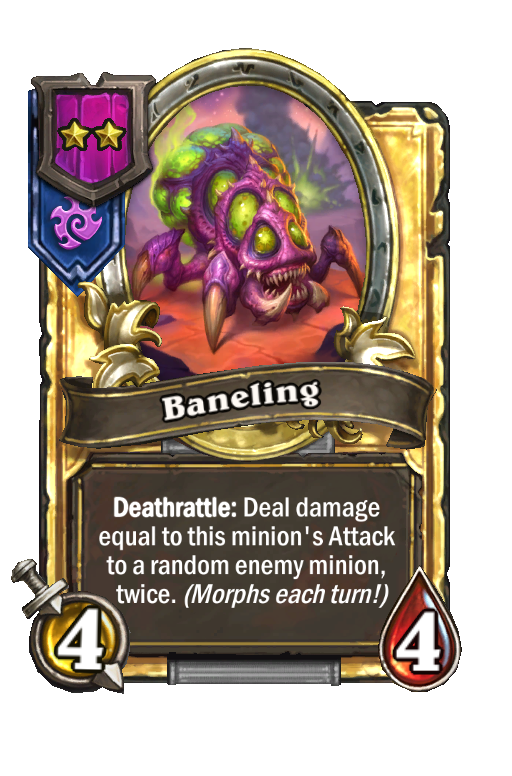 Baneling
Deathrattle: Deal damage
equal to this minion's Attack
to a random enemy minion,
twice. (Morphs each turn!)
4
4